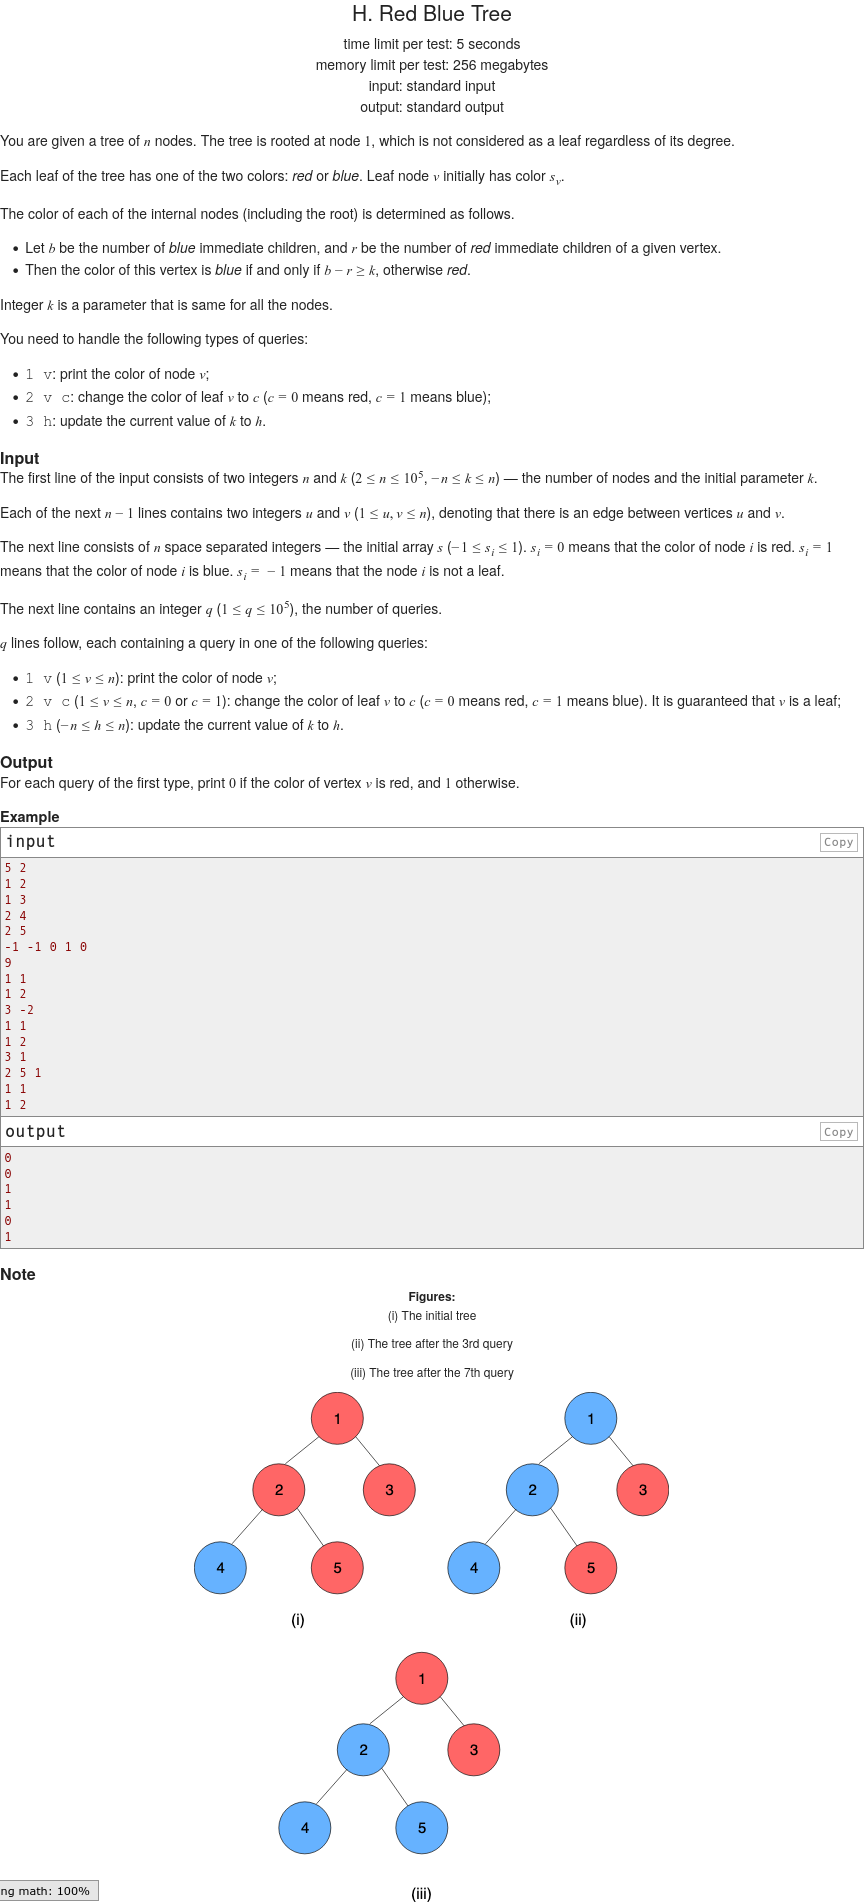 H. Red Blue Tree
time limit per test: 5 seconds
memory limit per test: 256 megabytes
input: standard input
output: standard output
You are given a tree of n nodes. The tree is rooted at node 1, which is not considered as a leaf regardless of its degree.
Each leaf of the tree has one of the two colors: red or blue. Leaf node v initially has color s_v.
The color of each of the internal nodes (including the root) is determined as follows.
• Let b be the number of blue immediate children, and r be the number of red immediate children of a given vertex.
• Then the color of this vertex is blue if and only if b − r ≥ k, otherwise red.
Integer k is a parameter that is same for all the nodes.
You need to handle the following types of queries:
• 1 v: print the color of node v;
• 2 v c: change the color of leaf v to c (c = 0 means red, c = 1 means blue);
• 3 h: update the current value of k to h.
Input
The first line of the input consists of two integers n and k (2 ≤ n ≤ 10^5, −n ≤ k ≤ n) — the number of nodes and the initial parameter k.
Each of the next n − 1 lines contains two integers u and v (1 ≤ u, v ≤ n), denoting that there is an edge between vertices u and v.
The next line consists of n space separated integers — the initial array s (−1 ≤ s_i ≤ 1). s_i = 0 means that the color of node i is red. s_i = 1
means that the color of node i is blue. s_i = −1 means that the node i is not a leaf.
The next line contains an integer q (1 ≤ q ≤ 10^5), the number of queries.
q lines follow, each containing a query in one of the following queries:
• 1 v (1 ≤ v ≤ n): print the color of node v;
• 2 v c (1 ≤ v ≤ n, c = 0 or c = 1): change the color of leaf v to c (c = 0 means red, c = 1 means blue). It is guaranteed that v is a leaf;
• 3 h (−n ≤ h ≤ n): update the current value of k to h.
Output
For each query of the first type, print 0 if the color of vertex v is red, and 1 otherwise.
Example
input Copy
5 2
1 2
1 3
2 4
2 5
-1 -1 0 1 0
9
1 1
1 2
3 -2
1 1
1 2
3 1
2 5 1
1 1
1 2
output Copy
0
0
1
1
0
1
Note
Figures:
(i) The initial tree
(ii) The tree after the 3rd query
(iii) The tree after the 7th query
1 1
2 3 2 3
4 5 4 5
(i) (ii)
1
2 3
4 5
ng math: 100%
(iii)